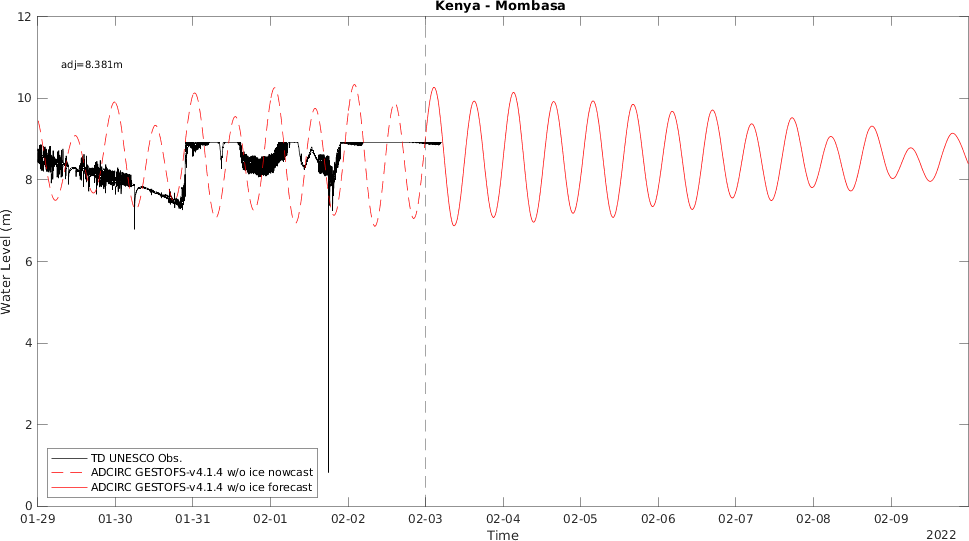 Kenya - Mombasa
12
adj=8.381m
10
8
6
4
2
0
Water Level (m)
TD UNESCO Obs.
ADCIRC GESTOFS-v4.1.4 w/o ice nowcast
ADCIRC GESTOFS-v4.1.4 w/o ice forecast
01-29 01-30 01-31 02-01 02-02 02-03 02-04 02-05 02-06 02-07 02-08 02-09
Time
2022